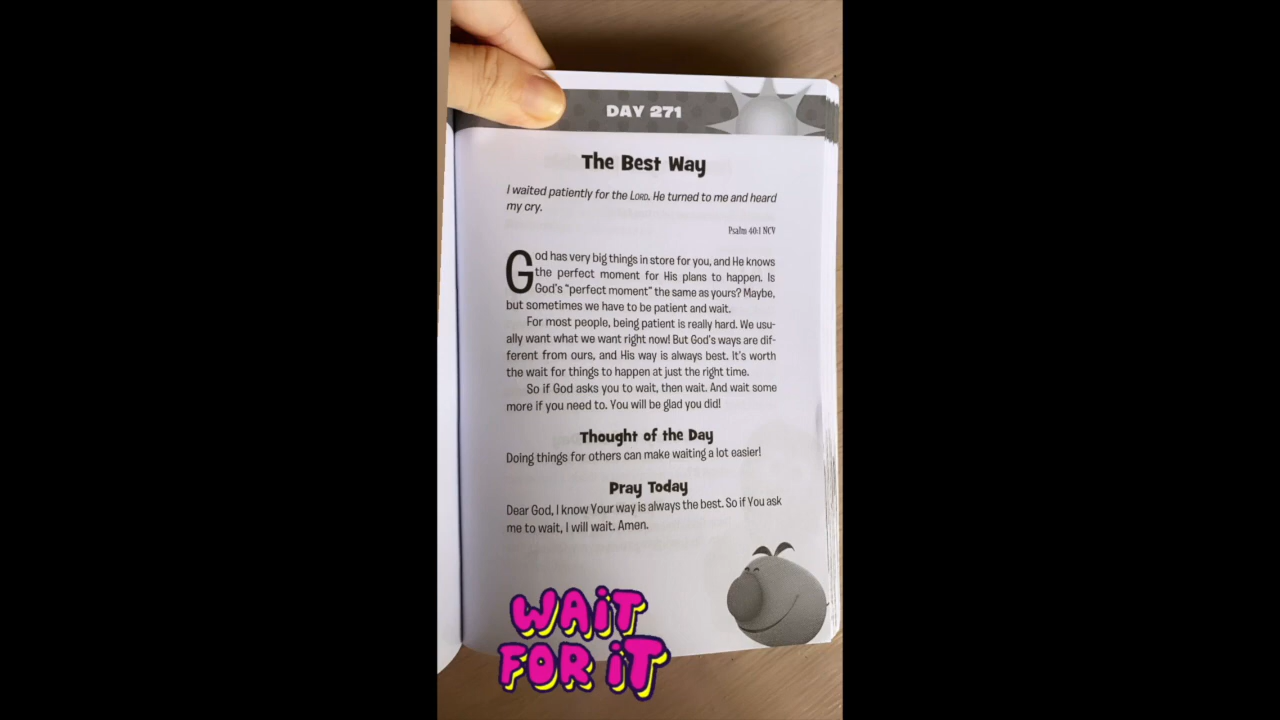 DAY 271
The Best Way
I waited patiently for the LORD. He turned to me and heard
my cry.
Psalm 40:1 NCV
God has very big things in store for you, and He knows
the perfect moment for His plans to happen. Is
God's “perfect moment” the same as yours? Maybe,
but sometimes we have to be patient and wait.
For most people, being patient is really hard. We usu-
ally want what we want right now! But God's ways are dif-
ferent from ours, and His way is always best. It's worth
the wait for things to happen at just the right time.
So if God asks you to wait, then wait. And wait some
more if you need to. You will be glad you did!
Thought of the Day
Doing things for others can make waiting a lot easier!
Pray Today
Dear God, I know Your way is always the best. So if You ask
me to wait, I will wait. Amen.
WAiT
FOR iT